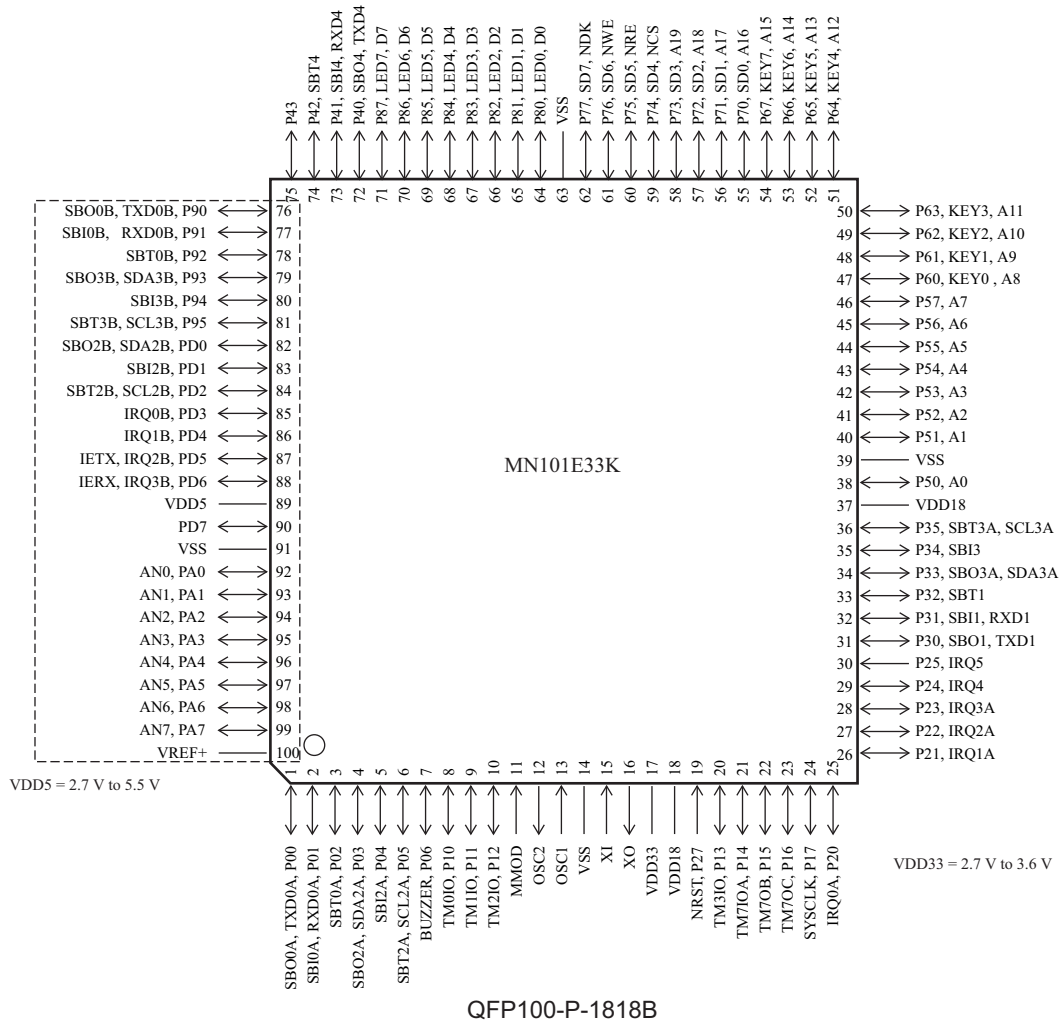 P43
P42, SBT4
P41, SBI4, RXD4
P40, SBO4, TXD4
P87, LED7, D7
P86, LED6, D6
P85, LED5, D5
P84, LED4, D4
P83, LED3, D3
P82, LED2, D2
P81, LED1, D1
P80, LED0, D0
VSS
P77, SD7, NDK
P76, SD6, NWE
P75, SD5, NRE
P74, SD4, NCS
P73, SD3, A19
P72, SD2, A18
P71, SD1, A17
P70, SD0, A16
P67, KEY7, A15
P66, KEY6, A14
P65, KEY5, A13
P64, KEY4, A12
75 74 73 72 71 70 69 68 67 66 65 64 63 62 61 60 59 58 57 56 55 54 53 52 51
SBO0B, TXD0B, P90 76
SBI0B, RXD0B, P91 77
SBT0B, P92 78
SBO3B, SDA3B, P93 79
SBI3B, P94 80
SBT3B, SCL3B, P95 81
SBO2B, SDA2B, PD0 82
SBI2B, PD1 83
SBT2B, SCL2B, PD2 84
IRQ0B, PD3 85
IRQ1B, PD4 86
IETX, IRQ2B, PD5 87
IERX, IRQ3B, PD6 88
VDD5 89
PD7 90
VSS 91
AN0, PA0 92
AN1, PA1 93
AN2, PA2 94
AN3, PA3 95
AN4, PA4 96
AN5, PA5 97
AN6, PA6 98
AN7, PA7 99
VREF+ 100
MN101E33K
50 P63, KEY3, A11
49 P62, KEY2, A10
48 P61, KEY1, A9
47 P60, KEY0 , A8
46 P57, A7
45 P56, A6
44 P55, A5
43 P54, A4
42 P53, A3
41 P52, A2
40 P51, A1
39 VSS
38 P50, A0
37 VDD18
36 P35, SBT3A, SCL3A
35 P34, SBI3
34 P33, SBO3A, SDA3A
33 P32, SBT1
32 P31, SBI1, RXD1
31 P30, SBO1, TXD1
30 P25, IRQ5
29 P24, IRQ4
28 P23, IRQ3A
27 P22, IRQ2A
26 P21, IRQ1A
1 2 3 4 5 6 7 8 9 10 11 12 13 14 15 16 17 18 19 20 21 22 23 24 25
VDD5 = 2.7 V to 5.5 V
SBO0A, TXD0A, P00
SBI0A, RXD0A, P01
SBT0A, P02
SBO2A, SDA2A, P03
SBI2A, P04
SBT2A, SCL2A, P05
BUZZER, P06
TM0IO, P10
TM1IO, P11
TM2IO, P12
MMOD
OSC2
OSC1
VSS
XI
XO
VDD33
VDD18
NRST, P27
TM3IO, P13
TM7IOA, P14
TM7OB, P15
TM7OC, P16
SYSCLK, P17
IRQ0A, P20
VDD33 = 2.7 V to 3.6 V
QFP100-P-1818B